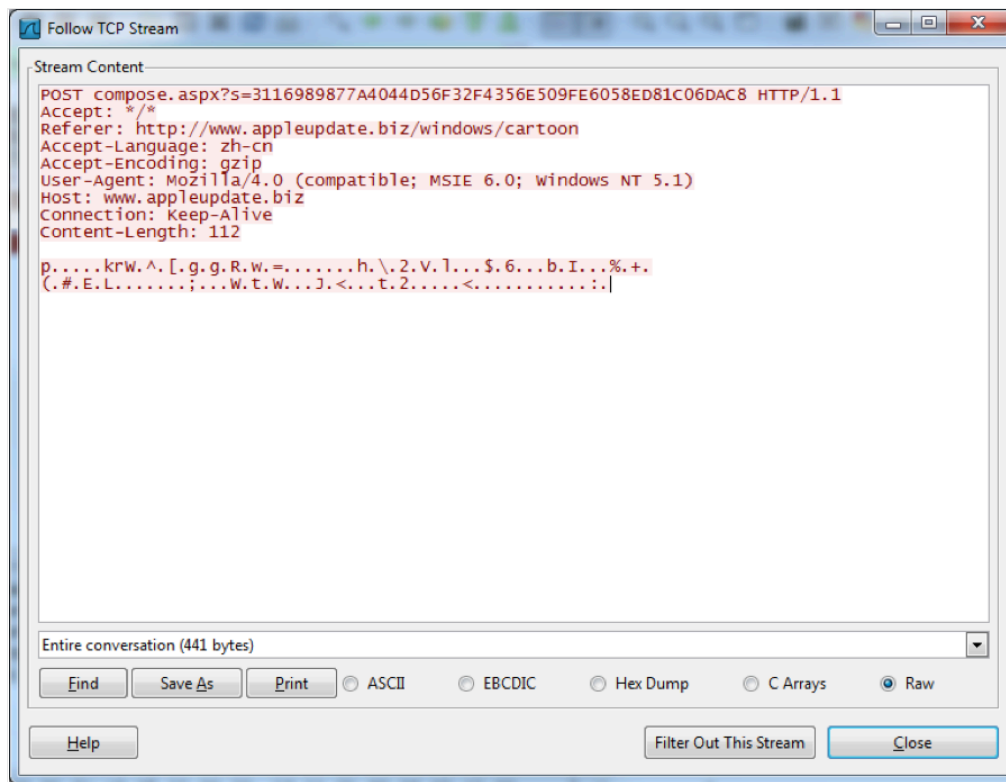 Follow TCP Stream
Stream Content
POST compose.aspx?s=3116989877A4044D56F32F4356E509FE6058ED81C06DAC8 HTTP/1.1
Accept: */*
Referer: http://www.appleupdate.biz/windows/cartoon
Accept-Language: zh-cn
Accept-Encoding: gzip
User-Agent: Mozilla/4.0 (compatible; MSIE 6.0; Windows NT 5.1)
Host: www.appleupdate.biz
Connection: Keep-Alive
Content-Length: 112
p.....krW.^.[.g.g.R.w.=.......h.\.2.V.l...$.6...b.I...%.+.
(.#.E.L.......;...W.t.W...J.<...t.2.....<...........:.
Entire conversation (441 bytes)
Find Save As Print ASCII EBCDIC Hex Dump C Arrays Raw
Help Filter Out This Stream Close